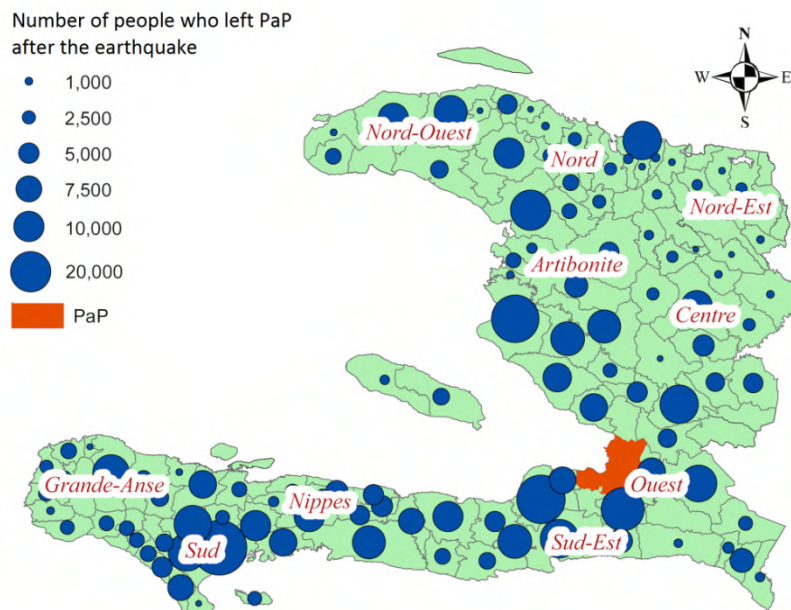 Number of people who left PaP
after the earthquake
1,000
2,500
5,000
7,500
10,000
20,000
PaP
N
W E
S
Nord-Ouest
Nord
Nord-Est
Artibonite
Centre
Grande-Anse
Nippes
Ouest
Sud
Sud-Est